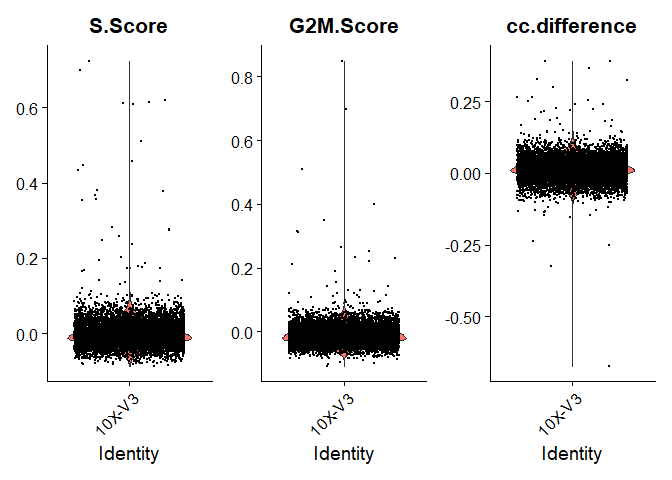 S.Score
0.6
0.4
0.2
0.0
10X-V3
Identity
G2M.Score
0.8
0.6
0.4
0.2
0.0
10X-V3
Identity
cc.difference
0.25
0.00
-0.25
-0.50
10X-V3
Identity